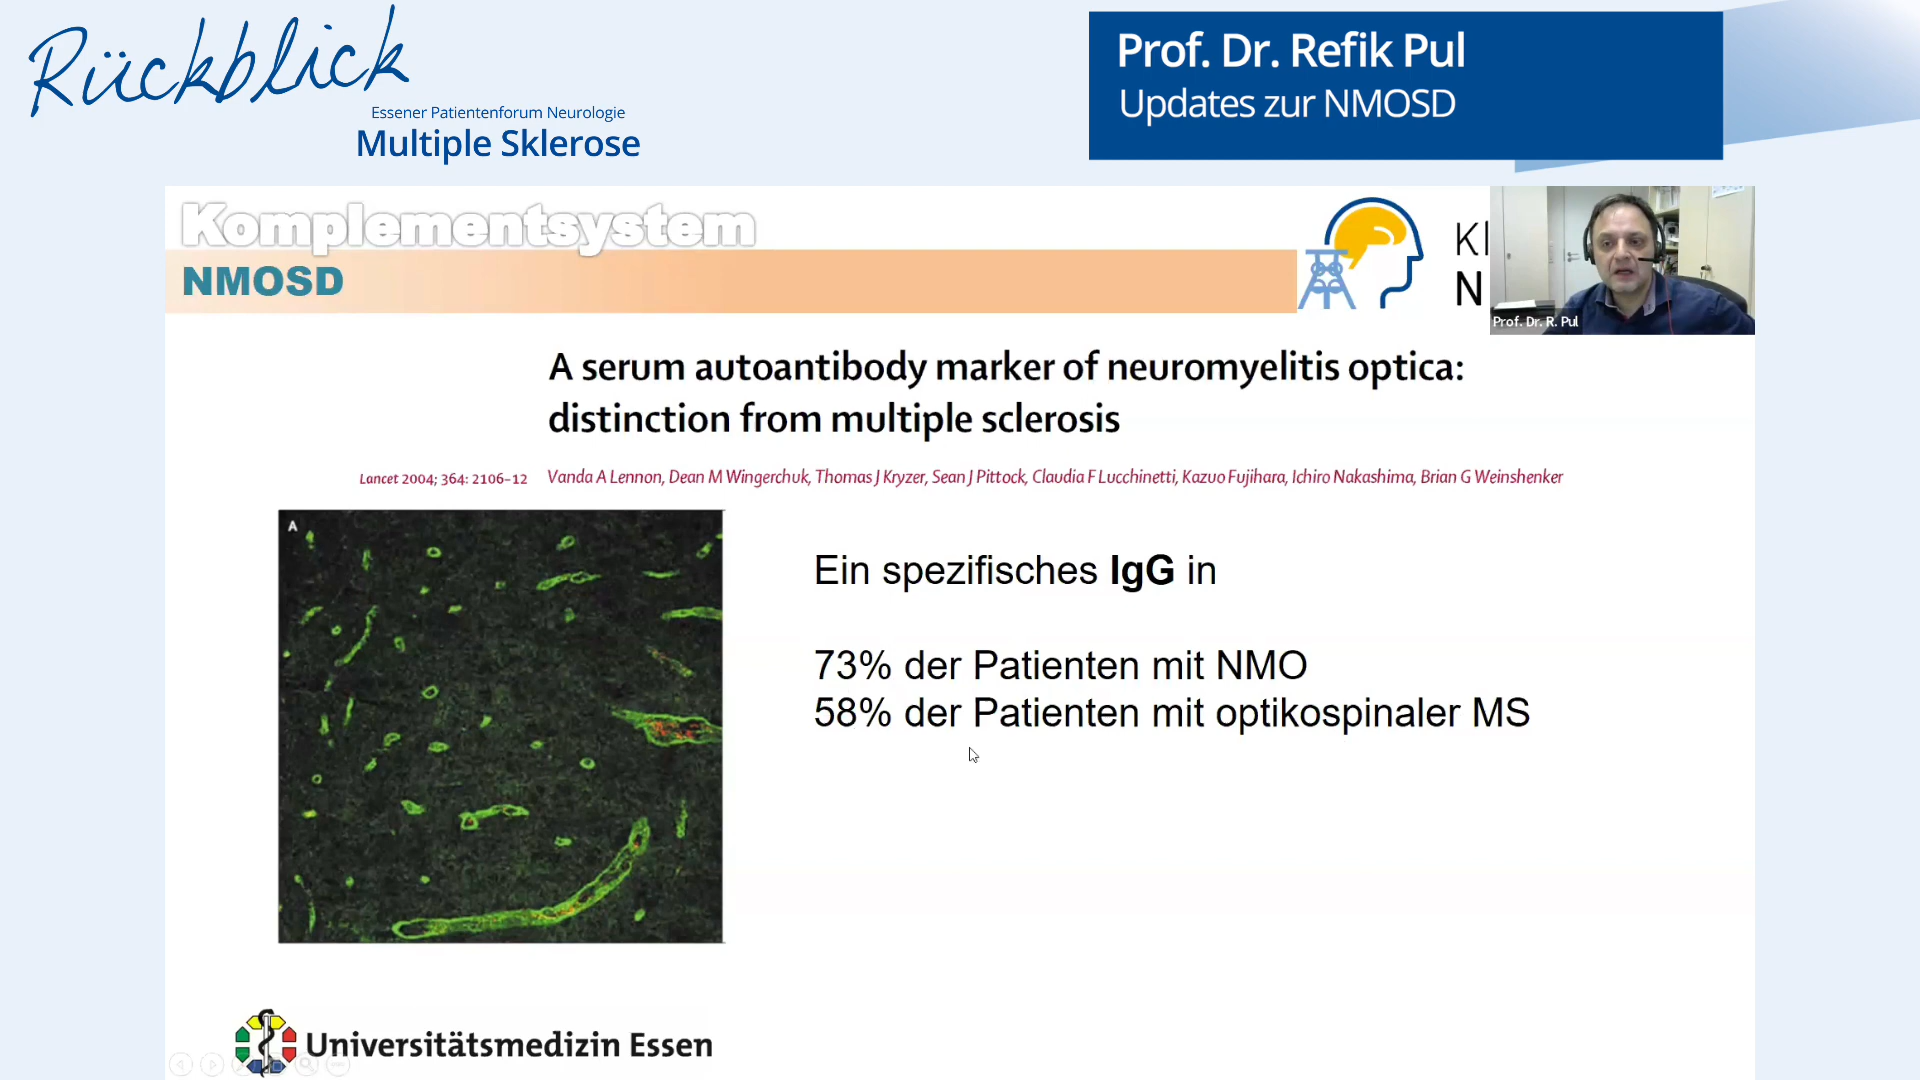 Rückblick
Essener Patientenforum Neurologie
Multiple Sklerose
Prof. Dr. Refik Pul
Updates zur NMOSD
Komplementsystem
NMOSD
Prof. Dr. R. Pul
A serum autoantibody marker of neuromyelitis optica:
distinction from multiple sclerosis
Lancet 2004; 364: 2106–12 Vanda A Lennon, Dean M Wingerchuk, Thomas J Kryzer, Sean J Pittock, Claudia F Lucchinetti, Kazuo Fujihara, Ichiro Nakashima, Brian G Weinshenker
A
Ein spezifisches IgG in
73% der Patienten mit NMO
58% der Patienten mit optikospinaler MS
Universitätsmedizin Essen